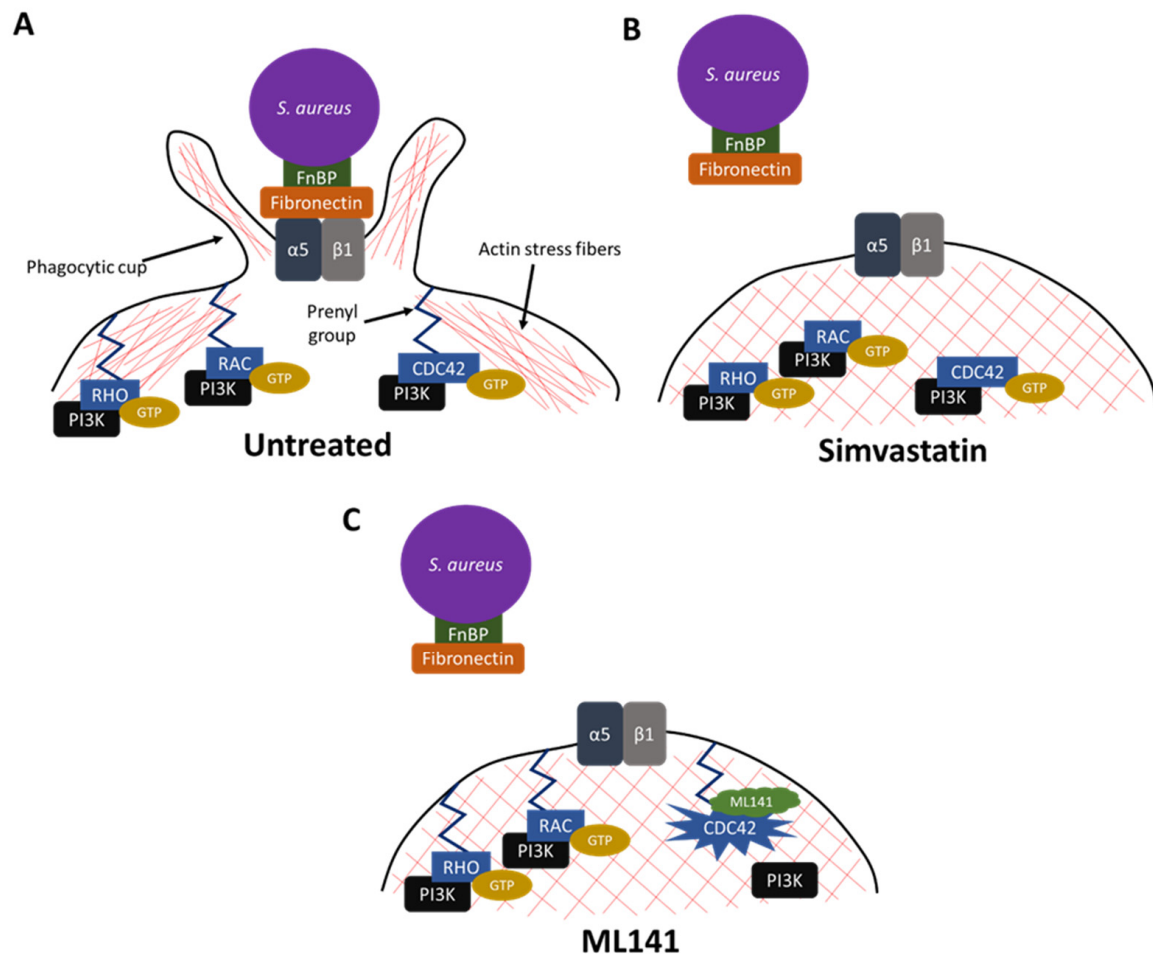 A
S. aureus
FnBP
Fibronectin
α5
β1
Phagocytic cup
Actin stress fibers
Prenyl
group
RHO
PI3K
GTP
RAC
PI3K
GTP
CDC42
PI3K
GTP
Untreated
B
S. aureus
FnBP
Fibronectin
α5
β1
RHO
PI3K
GTP
RAC
PI3K
GTP
CDC42
PI3K
GTP
Simvastatin
C
S. aureus
FnBP
Fibronectin
α5
β1
RHO
PI3K
GTP
RAC
PI3K
GTP
ML141
CDC42
PI3K
ML141